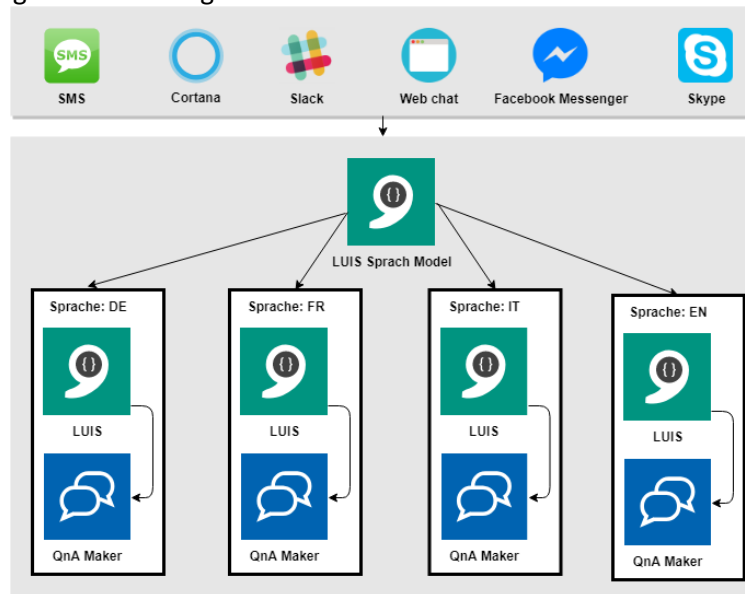 SMS
SMS Cortana Slack Web chat Facebook Messenger Skype
{}
LUIS Sprach Model
Sprache: DE Sprache: FR Sprache: IT Sprache: EN
{} {} {} {}
LUIS LUIS LUIS LUIS
QnA Maker QnA Maker QnA Maker QnA Maker